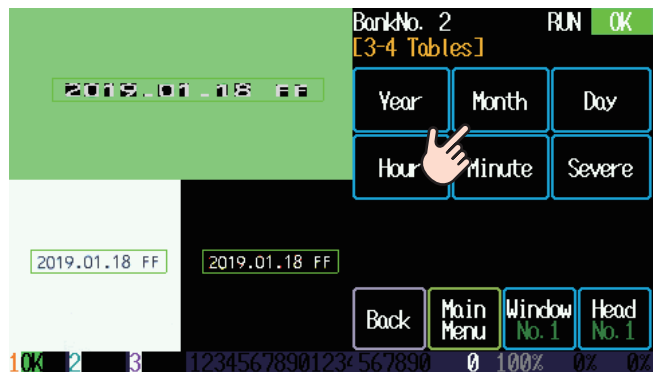 BankNo. 2 RUN OK
[3-4 Tables]
2019.01.18 FF
Year Month Day
Hour Minute Severe
2019.01.18 FF 2019.01.18 FF
Back Main Menu Window No.1 Head No.1
1OK 2 3 12345678901234567890 0 100% 0% 0%